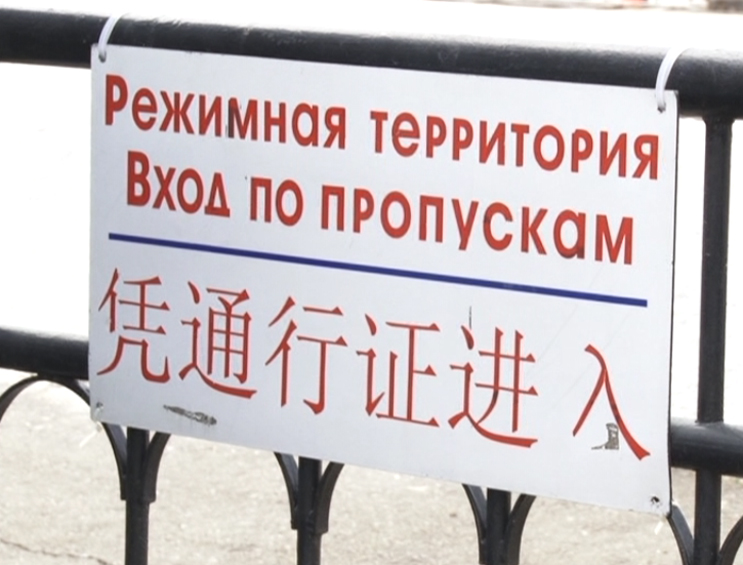 Режимная территория
Вход по пропускам
凭通行证进入